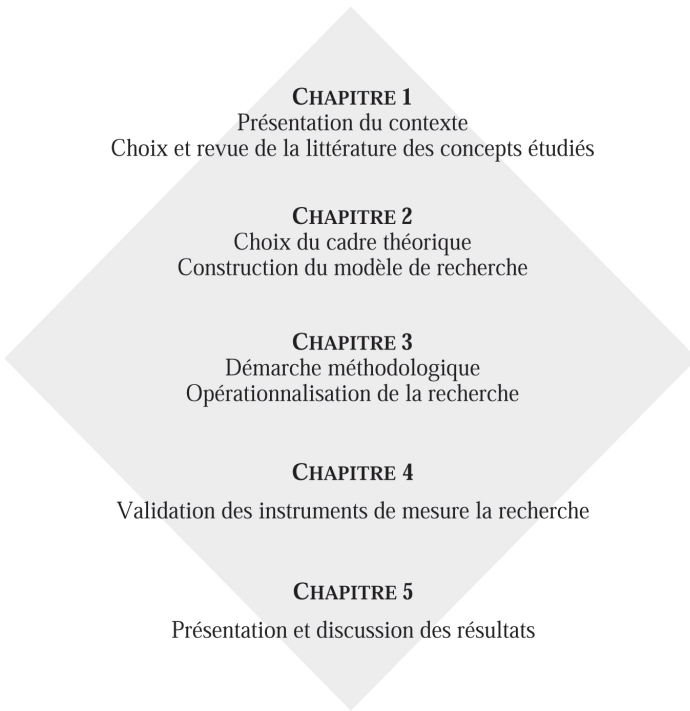 CHAPITRE 1
Présentation du contexte
Choix et revue de la littérature des concepts étudiés
CHAPITRE 2
Choix du cadre théorique
Construction du modèle de recherche
CHAPITRE 3
Démarche méthodologique
Opérationnalisation de la recherche
CHAPITRE 4
Validation des instruments de mesure la recherche
CHAPITRE 5
Présentation et discussion des résultats